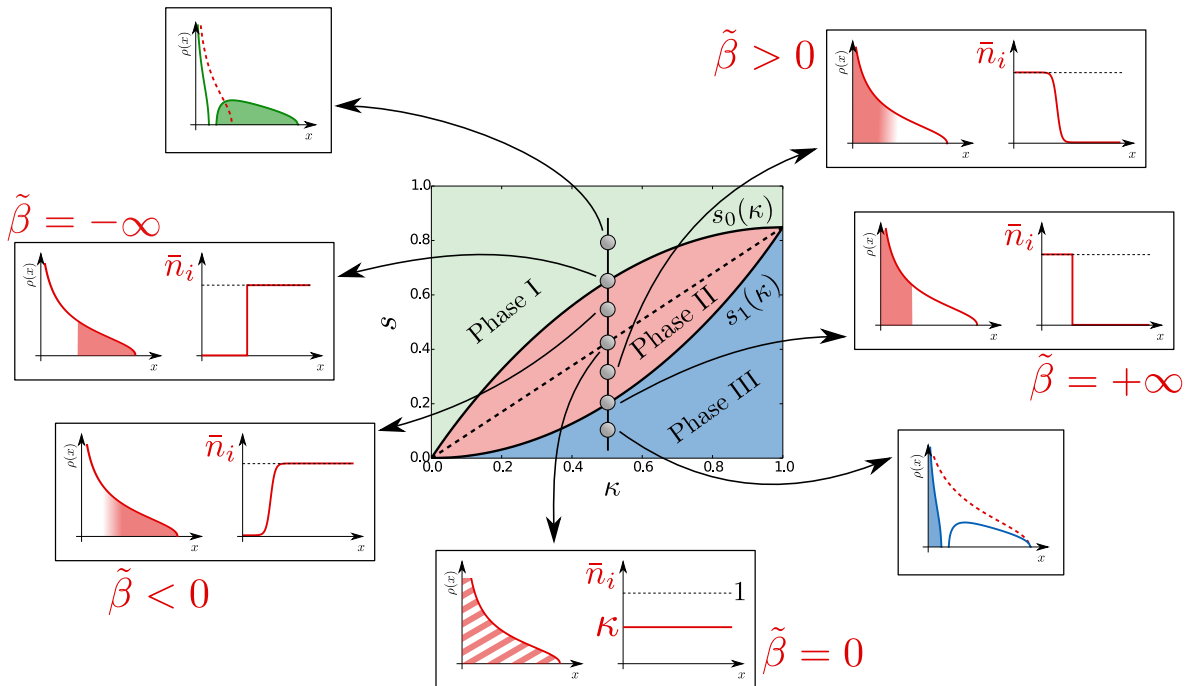 ρ(x)
x
β̃ > 0
ρ(x)
x
n̄ᵢ
x
β̃ = −∞
ρ(x)
x
n̄ᵢ
x
1.0
0.8
0.6
0.4
0.2
0.0
s
0.0
0.2
0.4
0.6
0.8
1.0
κ
Phase I
Phase II
Phase III
s₀(κ)
s₁(κ)
ρ(x)
x
n̄ᵢ
x
β̃ = +∞
ρ(x)
x
n̄ᵢ
x
β̃ < 0
ρ(x)
x
ρ(x)
x
n̄ᵢ
1
κ
x
β̃ = 0